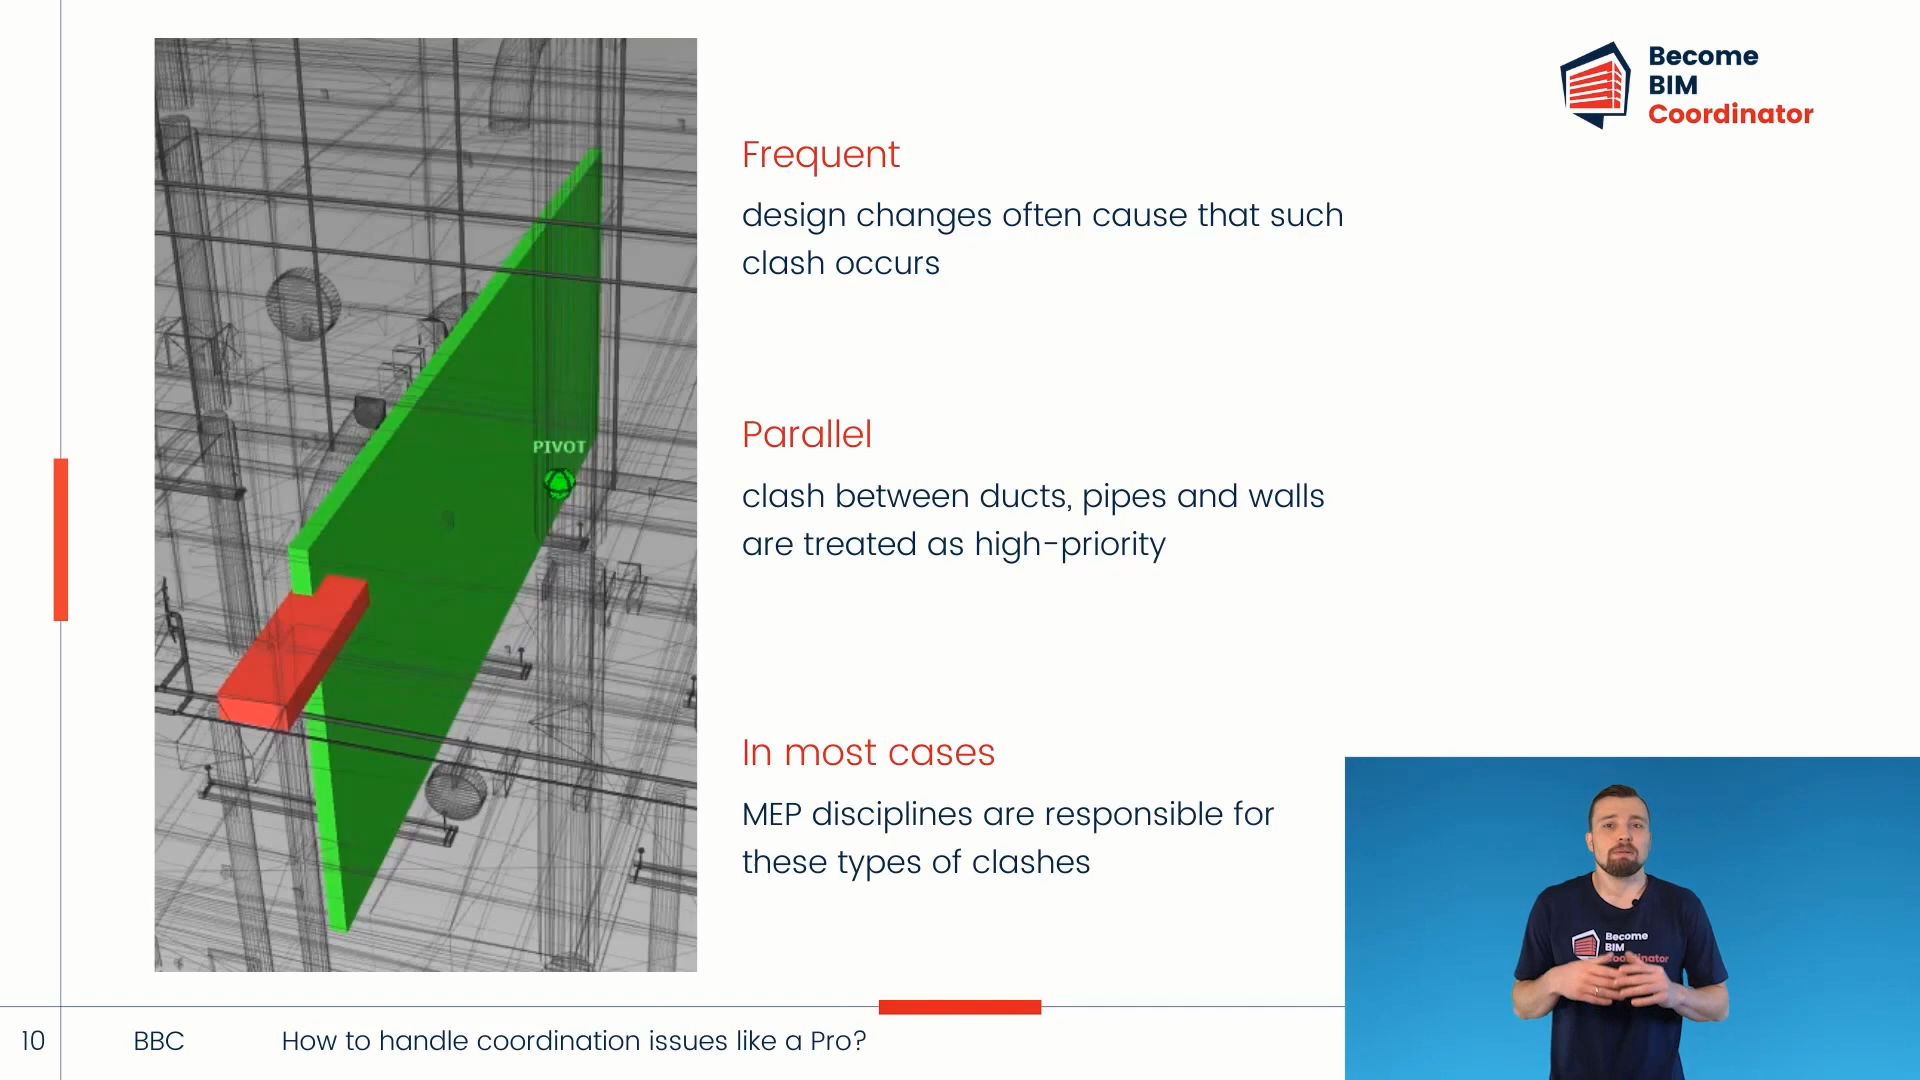 Become
BIM
Coordinator
Frequent
design changes often cause that such
clash occurs
PIVOT
Parallel
clash between ducts, pipes and walls
are treated as high-priority
In most cases
MEP disciplines are responsible for
these types of clashes
Become
BIM
Coordinator
10 BBC How to handle coordination issues like a Pro?